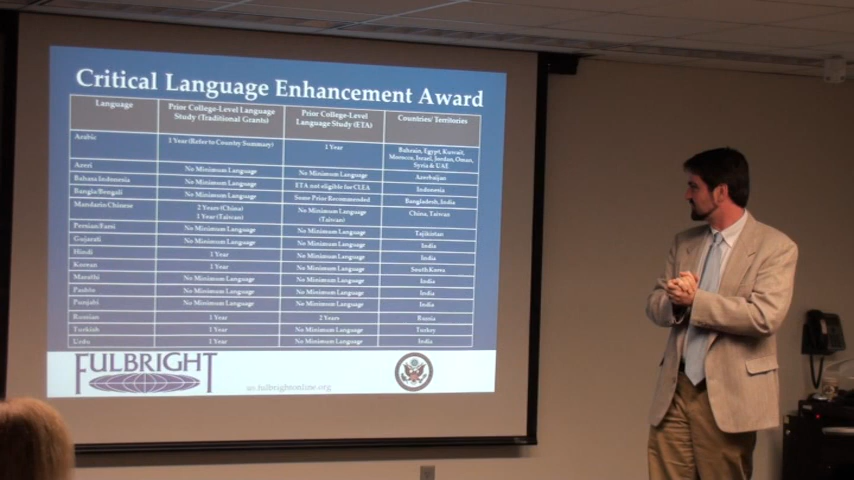 Critical Language Enhancement Award
Language Prior College-Level Language Study (Traditional Grants) Prior College-Level Language Study (ETA) Countries/ Territories
Arabic 1 Year (Refer to Country Summary) 1 Year Bahrain, Egypt, Kuwait, Morocco, Israel, Jordan, Oman, Syria & UAE
Azeri No Minimum Language No Minimum Language Azerbaijan
Bahasa Indonesia No Minimum Language ETA not eligible for CLEA Indonesia
Bangla/Bengali No Minimum Language Some Prior Recommended Bangladesh, India
Mandarin Chinese 2 Years (China) 1 Year (Taiwan) No Minimum Language (Taiwan) China, Taiwan
Persian/Farsi No Minimum Language No Minimum Language Tajikistan
Gujarati No Minimum Language No Minimum Language India
Hindi 1 Year No Minimum Language India
Korean 1 Year No Minimum Language South Korea
Marathi No Minimum Language No Minimum Language India
Pashto No Minimum Language No Minimum Language India
Punjabi No Minimum Language No Minimum Language India
Russian 1 Year 2 Years Russia
Turkish 1 Year No Minimum Language Turkey
Urdu 1 Year No Minimum Language India
FULBRIGHT
us.fulbrightonline.org